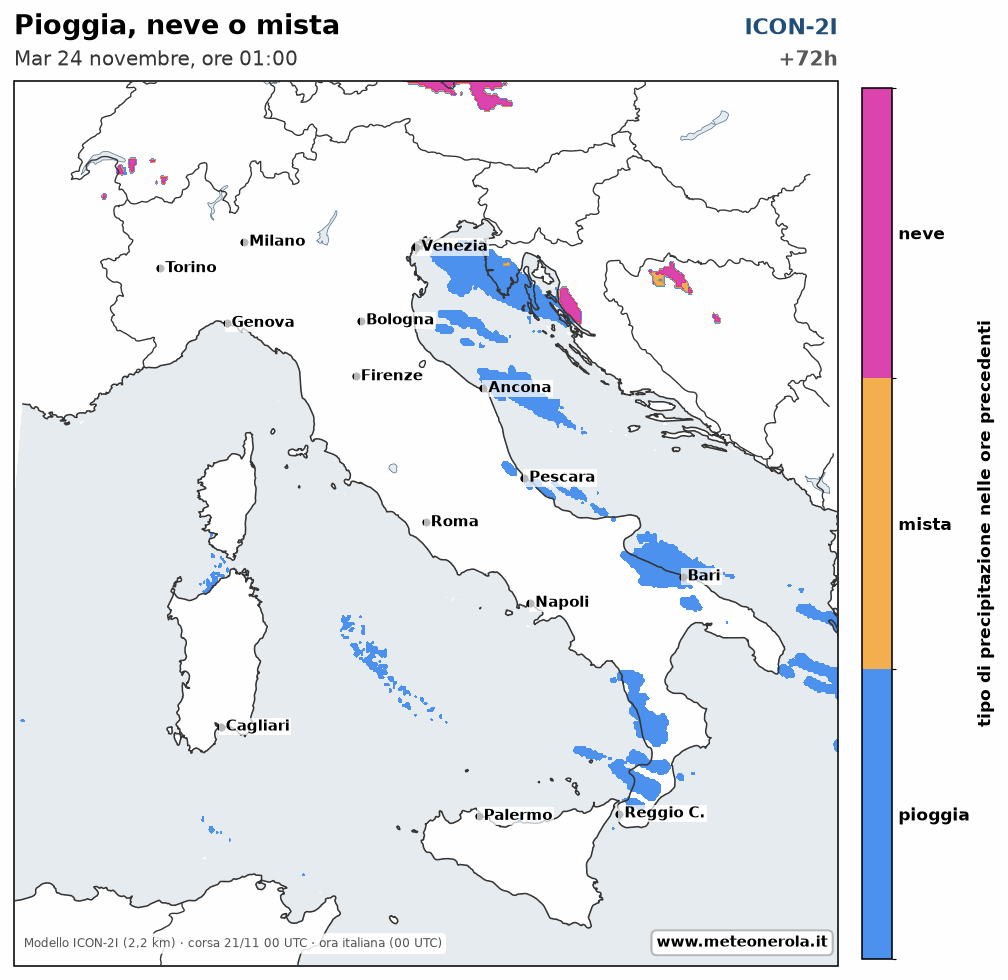 Pioggia, neve o mista
ICON-2I
Mar 24 novembre, ore 01:00
+72h
neve
mista
pioggia
tipo di precipitazione nelle ore precedenti
Venezia
Milano
Torino
Bologna
Genova
Firenze
Ancona
Pescara
Roma
Bari
Napoli
Cagliari
Palermo
Reggio C.
Modello ICON-2I (2,2 km) · corsa 21/11 00 UTC · ora italiana (00 UTC)
www.meteonerola.it